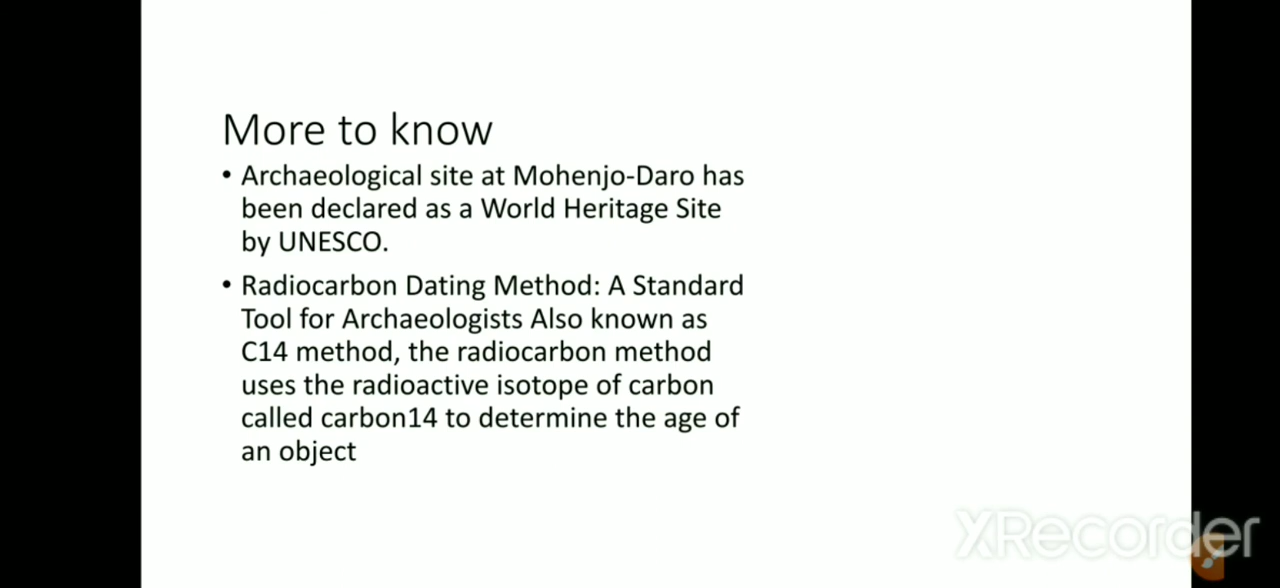 More to know
• Archaeological site at Mohenjo-Daro has
been declared as a World Heritage Site
by UNESCO.
• Radiocarbon Dating Method: A Standard
Tool for Archaeologists Also known as
C14 method, the radiocarbon method
uses the radioactive isotope of carbon
called carbon14 to determine the age of
an object
XRecorder